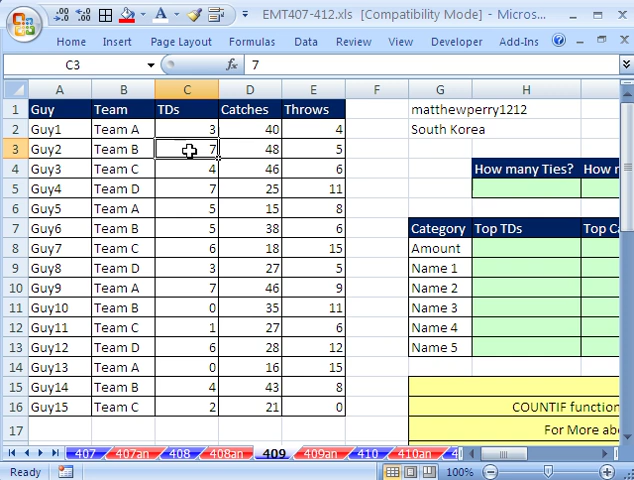 EMT407-412.xls [Compatibility Mode] - Micros...
Home Insert Page Layout Formulas Data Review View Developer Add-Ins
C3 fx 7
A B C D E F G H
1 Guy Team TDs Catches Throws matthewperry1212
2 Guy1 Team A 3 40 4 South Korea
3 Guy2 Team B 7 48 5
4 Guy3 Team C 4 46 6 How many Ties? How m
5 Guy4 Team D 7 25 11
6 Guy5 Team A 5 15 8
7 Guy6 Team B 5 38 6 Category Top TDs Top Ca
8 Guy7 Team C 6 18 15 Amount
9 Guy8 Team D 3 27 5 Name 1
10 Guy9 Team A 7 46 9 Name 2
11 Guy10 Team B 0 35 11 Name 3
12 Guy11 Team C 1 27 6 Name 4
13 Guy12 Team D 6 28 12 Name 5
14 Guy13 Team A 0 16 15
15 Guy14 Team B 4 43 8
16 Guy15 Team C 2 21 0 COUNTIF function
17 For More abo
407 407an 408 408an 409 409an 410 410an
Ready 100%